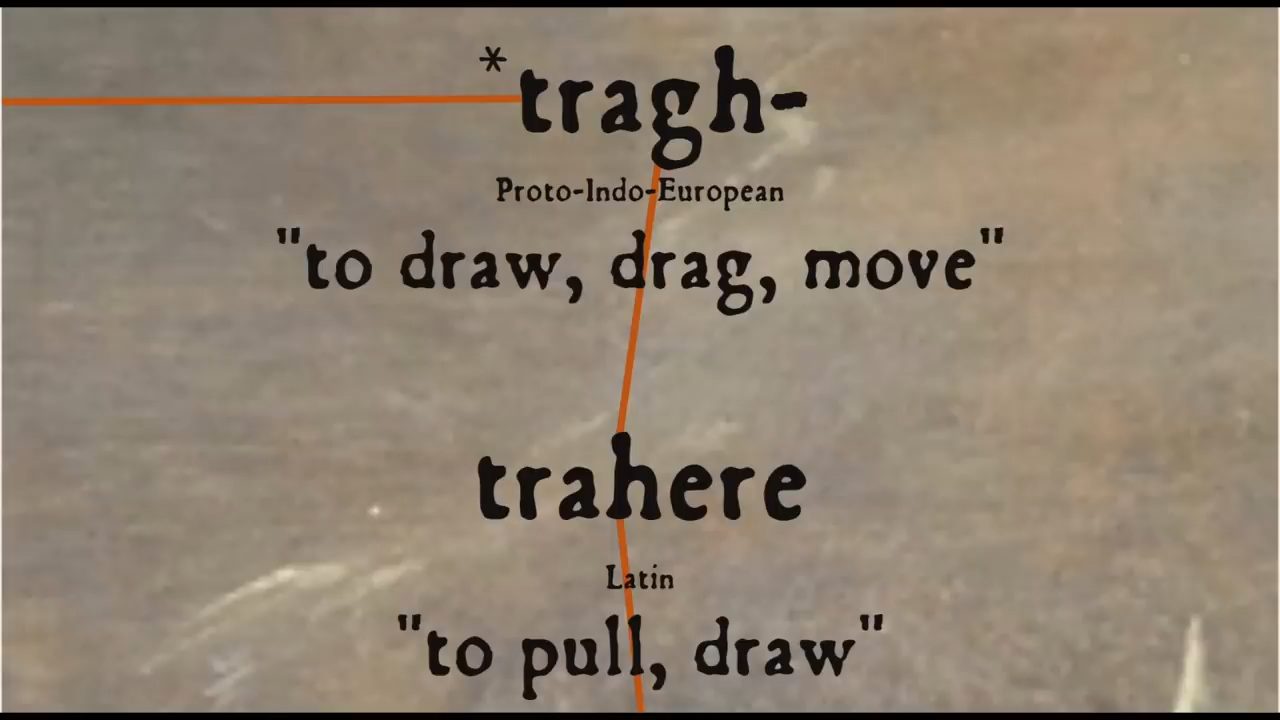 *tragh-
Proto-Indo-European
"to draw, drag, move"
trahere
Latin
"to pull, draw"